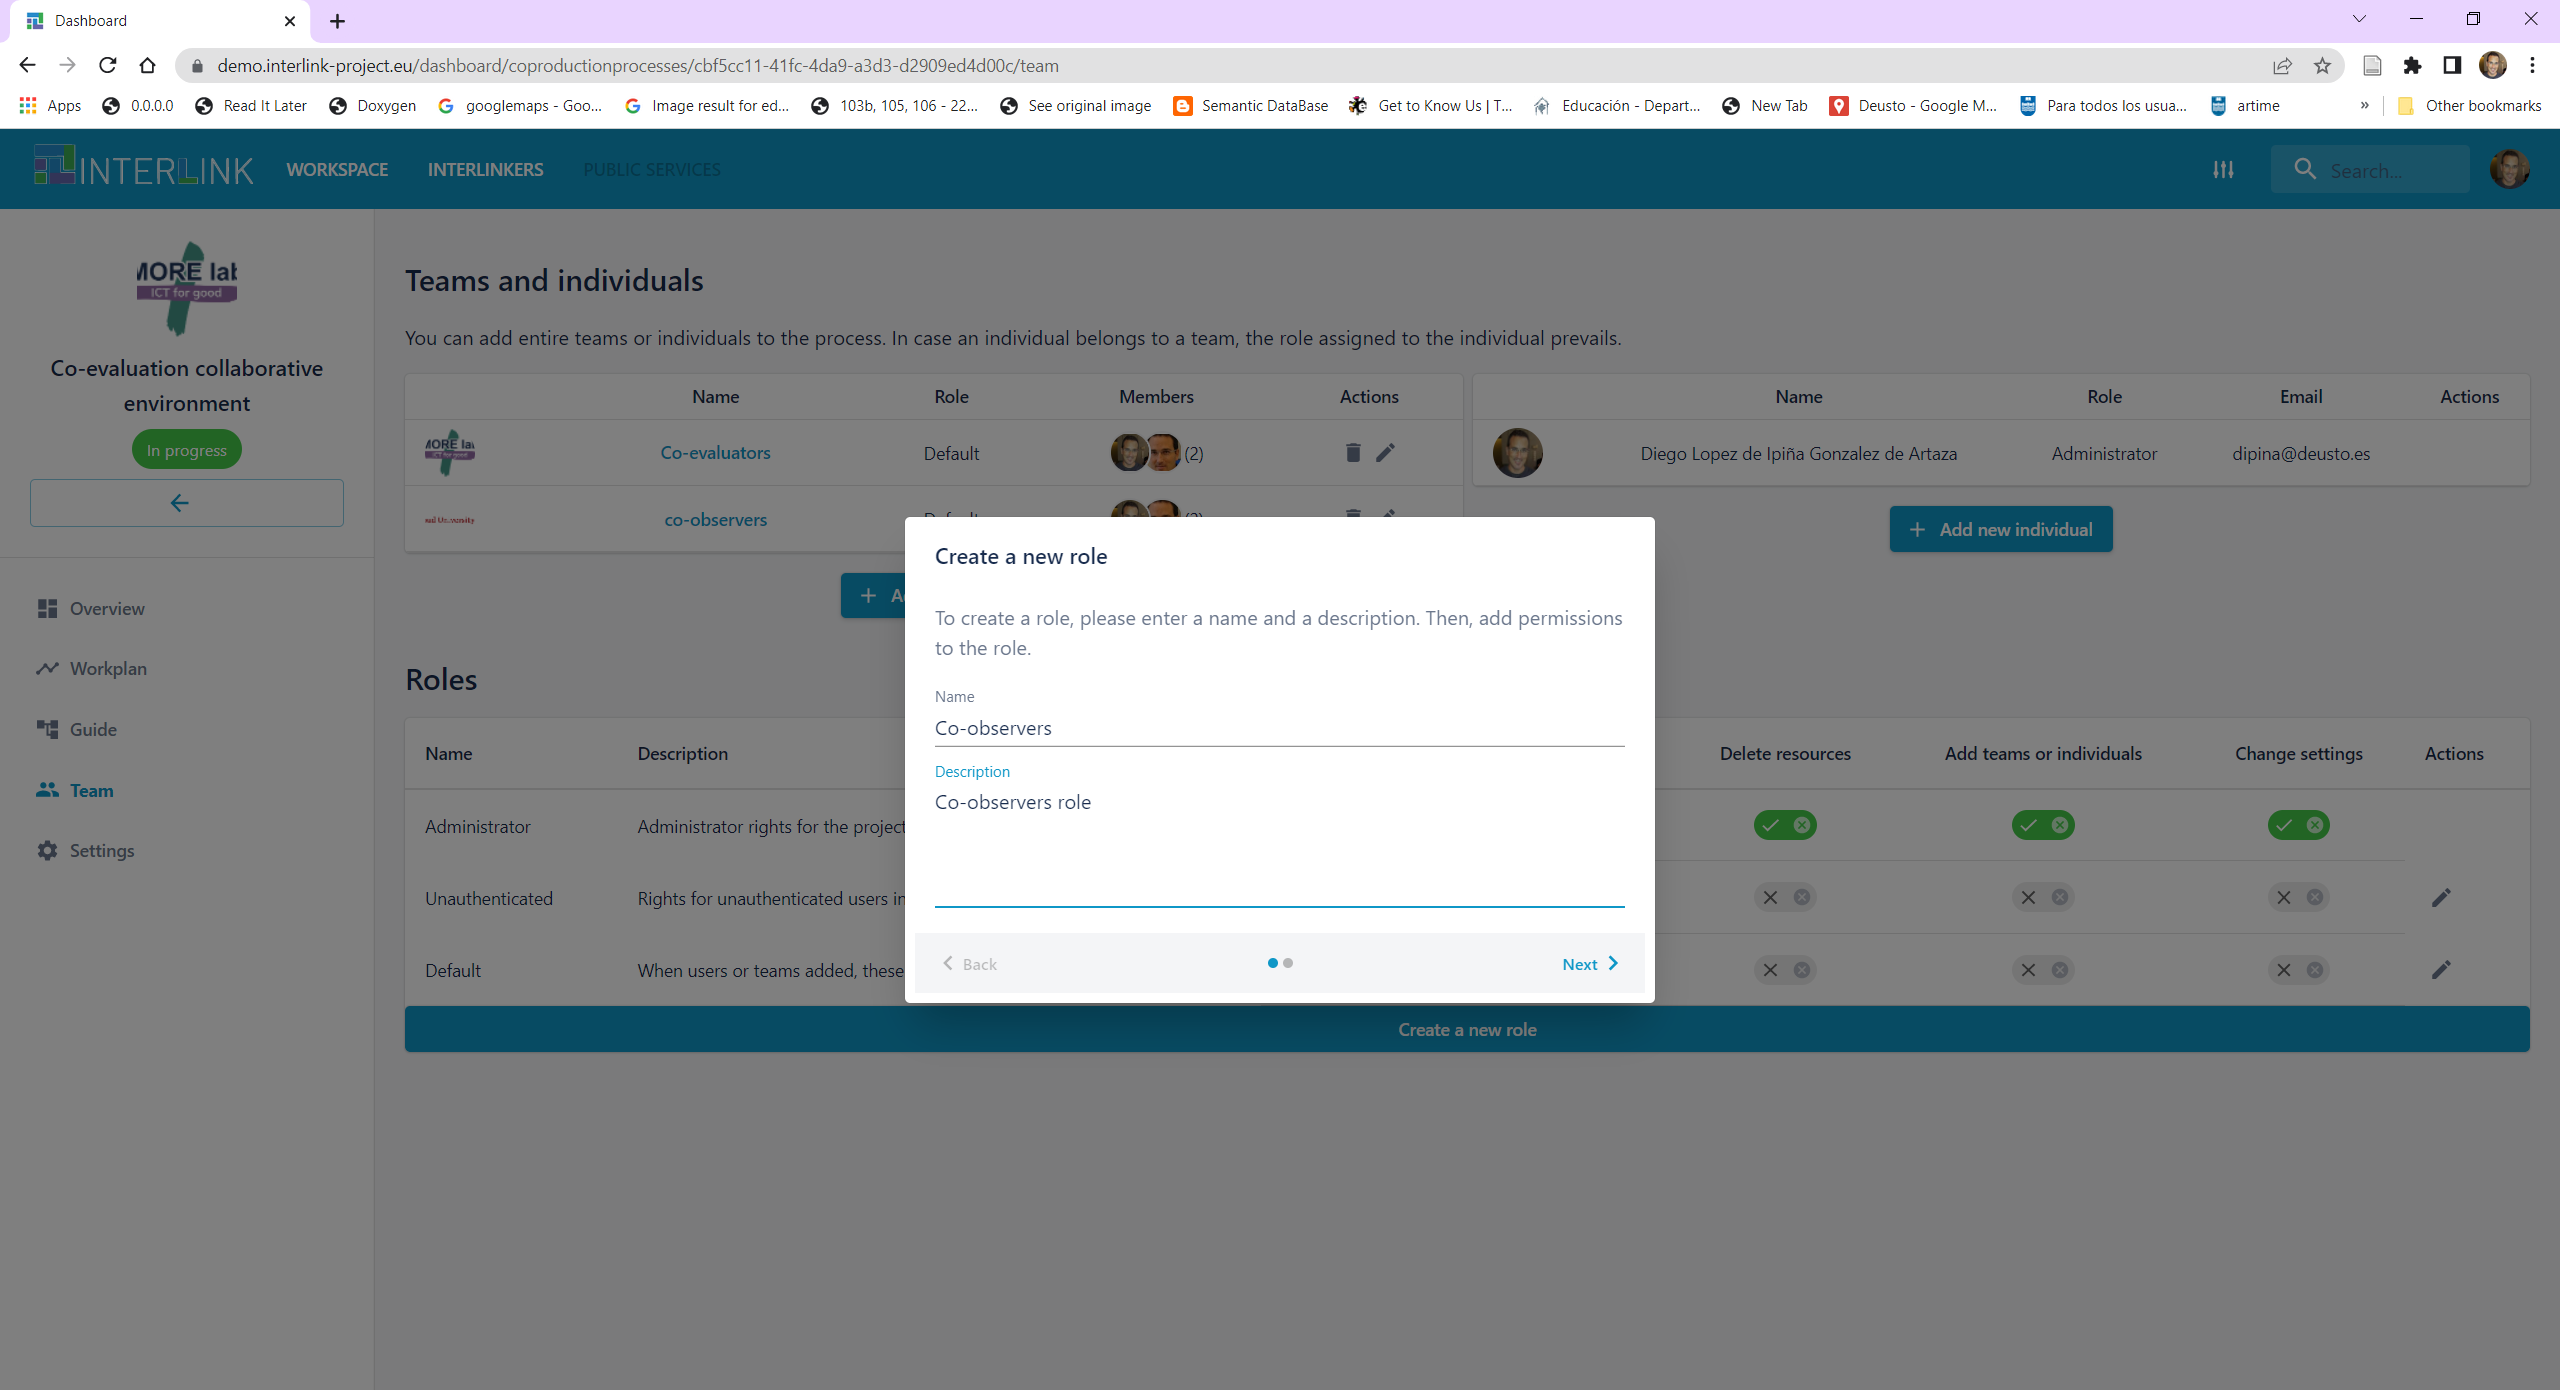 Dashboard
demo.interlink-project.eu/dashboard/coproductionprocesses/cbf5cc11-41fc-4da9-a3d3-d2909ed4d00c/team
Apps 0.0.0.0 Read It Later Doxygen googlemaps - Goo... Image result for ed... 103b, 105, 106 - 22... See original image Semantic DataBase Get to Know Us | T... Educación - Depart... New Tab Deusto - Google M... Para todos los usua... artime » Other bookmarks
INTERLINK WORKSPACE INTERLINKERS PUBLIC SERVICES Search...
MORE lab
ICT for good
Co-evaluation collaborative
environment
In progress
Overview
Workplan
Guide
Team
Settings
Teams and individuals
You can add entire teams or individuals to the process. In case an individual belongs to a team, the role assigned to the individual prevails.
Name Role Members Actions
Co-evaluators Default (2)
co-observers
Name Role Email Actions
Diego Lopez de Ipiña Gonzalez de Artaza Administrator dipina@deusto.es
Add new individual
Roles
Name Description Delete resources Add teams or individuals Change settings Actions
Administrator Administrator rights for the project
Unauthenticated Rights for unauthenticated users in
Default When users or teams added, these
Create a new role
Create a new role
To create a role, please enter a name and a description. Then, add permissions
to the role.
Name
Co-observers
Description
Co-observers role
Back Next